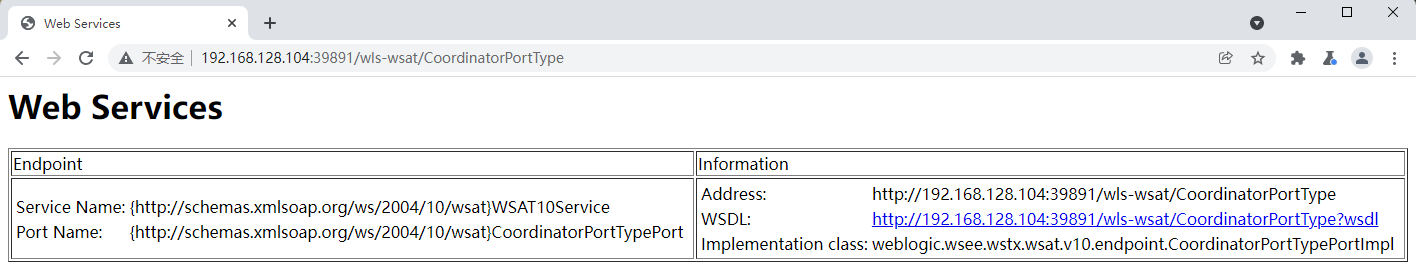 Web Services
不安全 192.168.128.104:39891/wls-wsat/CoordinatorPortType
Web Services
Endpoint Information
Service Name: {http://schemas.xmlsoap.org/ws/2004/10/wsat}WSAT10Service
Port Name: {http://schemas.xmlsoap.org/ws/2004/10/wsat}CoordinatorPortTypePort
Address: http://192.168.128.104:39891/wls-wsat/CoordinatorPortType
WSDL: http://192.168.128.104:39891/wls-wsat/CoordinatorPortType?wsdl
Implementation class: weblogic.wsee.wstx.wsat.v10.endpoint.CoordinatorPortTypePortImpl